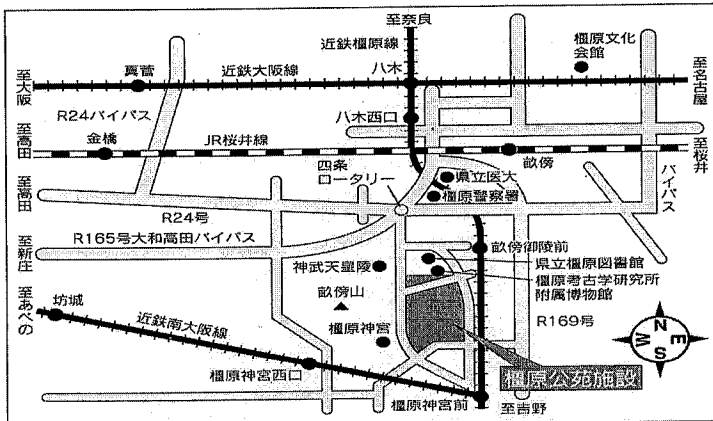 至奈良
近鉄橿原線
橿原文化
会館
至大阪
真菅
近鉄大阪線
八木
至名古屋
R24バイパス
八木西口
至高田
金橋
JR桜井線
畝傍
至桜井
四条
ロータリー
県立医大
橿原警察署
バイパス
至高田
R24号
R165号大和高田バイパス
至新庄
畝傍御陵前
神武天皇陵
県立橿原図書館
橿原考古学研究所
附属博物館
至あべの
坊城
畝傍山
近鉄南大阪線
橿原神宮
R169号
N
E
S
W
橿原公苑施設
橿原神宮西口
橿原神宮前
至吉野